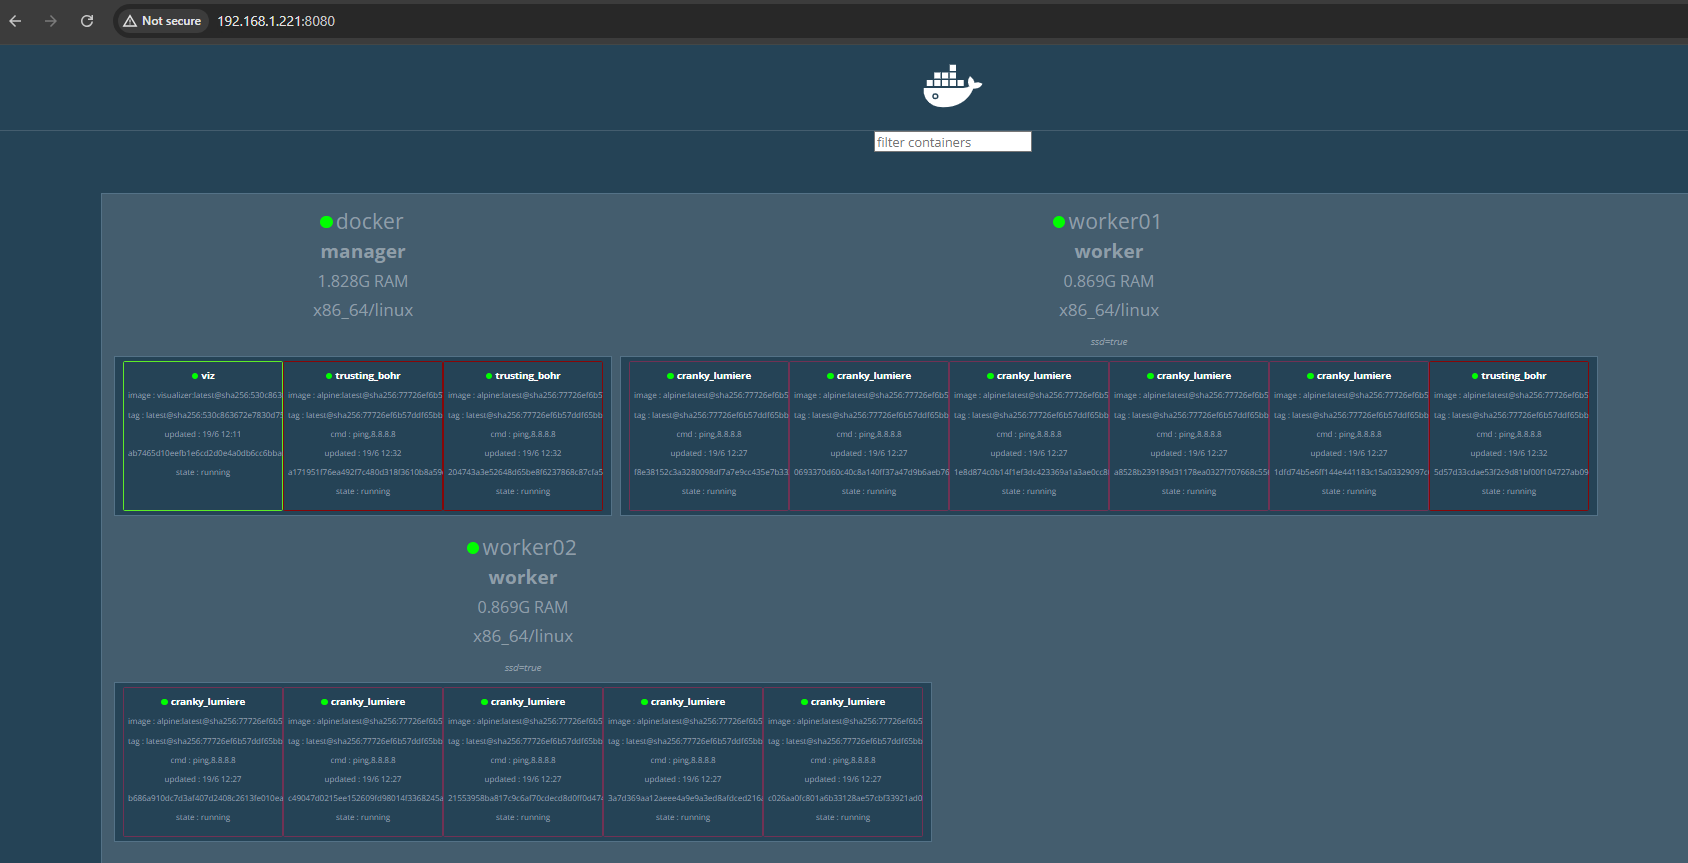 Not secure 192.168.1.221:8080
filter containers
docker
manager
1.828G RAM
x86_64/linux
worker01
worker
0.869G RAM
x86_64/linux
ssd=true
viz
image : visualizer:latest@sha256:530c863
tag : latest@sha256:530c863672e7830d75
updated : 19/6 12:11
ab7465d10eefb1e6cd2d0e4a0db6cc6bba
state : running
trusting_bohr
image : alpine:latest@sha256:77726ef6b5
tag : latest@sha256:77726ef6b57ddf65bb
cmd : ping,8.8.8.8
updated : 19/6 12:32
a171951f76ea492f7c480d318f3610b8a59
state : running
trusting_bohr
image : alpine:latest@sha256:77726ef6b5
tag : latest@sha256:77726ef6b57ddf65bb
cmd : ping,8.8.8.8
updated : 19/6 12:32
204743a3e52648d65be8f6237868c87cfa5
state : running
cranky_lumiere
image : alpine:latest@sha256:77726ef6b5
tag : latest@sha256:77726ef6b57ddf65bb
cmd : ping,8.8.8.8
updated : 19/6 12:27
f8e38152c3a3280098df7a7e9cc435e7b33
state : running
cranky_lumiere
image : alpine:latest@sha256:77726ef6b5
tag : latest@sha256:77726ef6b57ddf65bb
cmd : ping,8.8.8.8
updated : 19/6 12:27
0693370d60c40c8a140ff37a47d9b6aeb76
state : running
cranky_lumiere
image : alpine:latest@sha256:77726ef6b5
tag : latest@sha256:77726ef6b57ddf65bb
cmd : ping,8.8.8.8
updated : 19/6 12:27
1e8d874c0b14f1ef3dc423369a1a3ae0cc8
state : running
cranky_lumiere
image : alpine:latest@sha256:77726ef6b5
tag : latest@sha256:77726ef6b57ddf65bb
cmd : ping,8.8.8.8
updated : 19/6 12:27
a8528b239189d31178ea0327f707668c55
state : running
cranky_lumiere
image : alpine:latest@sha256:77726ef6b5
tag : latest@sha256:77726ef6b57ddf65bb
cmd : ping,8.8.8.8
updated : 19/6 12:27
1dfd74b5e6ff144e441183c15a03329097c
state : running
trusting_bohr
image : alpine:latest@sha256:77726ef6b5
tag : latest@sha256:77726ef6b57ddf65bb
cmd : ping,8.8.8.8
updated : 19/6 12:32
5d57d33cdae53f2c9d81bf00f104727ab09
state : running
worker02
worker
0.869G RAM
x86_64/linux
ssd=true
cranky_lumiere
image : alpine:latest@sha256:77726ef6b5
tag : latest@sha256:77726ef6b57ddf65bb
cmd : ping,8.8.8.8
updated : 19/6 12:27
b686a910dc7d3af407d2408c2613fe010ea
state : running
cranky_lumiere
image : alpine:latest@sha256:77726ef6b5
tag : latest@sha256:77726ef6b57ddf65bb
cmd : ping,8.8.8.8
updated : 19/6 12:27
c49047d0215ee152609fd98014f3368245a
state : running
cranky_lumiere
image : alpine:latest@sha256:77726ef6b5
tag : latest@sha256:77726ef6b57ddf65bb
cmd : ping,8.8.8.8
updated : 19/6 12:27
21553958ba817c9c6af70cdecd8d0ff0d474
state : running
cranky_lumiere
image : alpine:latest@sha256:77726ef6b5
tag : latest@sha256:77726ef6b57ddf65bb
cmd : ping,8.8.8.8
updated : 19/6 12:27
3a7d369aa12aeee4a9e9a3ed8afdced216
state : running
cranky_lumiere
image : alpine:latest@sha256:77726ef6b5
tag : latest@sha256:77726ef6b57ddf65bb
cmd : ping,8.8.8.8
updated : 19/6 12:27
c026aa0fc801a6b33128ae57cbf33921ad0
state : running